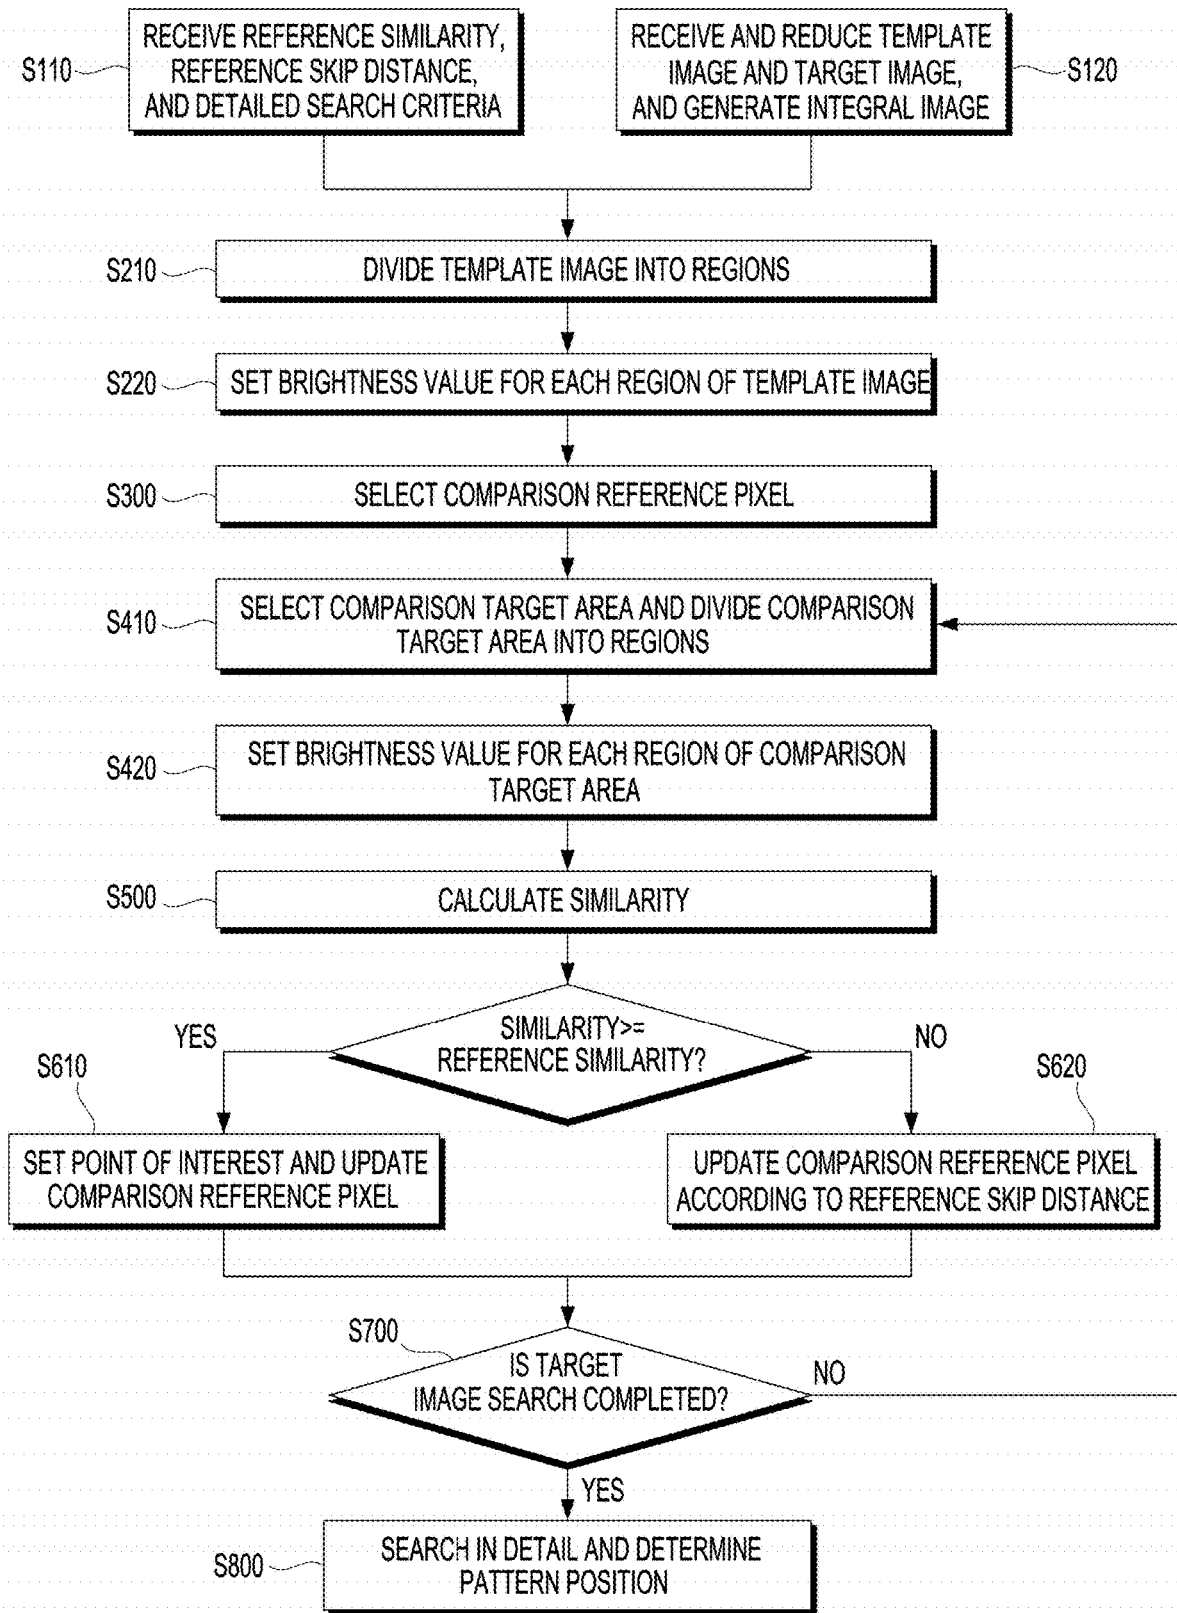 S110
RECEIVE REFERENCE SIMILARITY,
REFERENCE SKIP DISTANCE,
AND DETAILED SEARCH CRITERIA
RECEIVE AND REDUCE TEMPLATE
IMAGE AND TARGET IMAGE,
AND GENERATE INTEGRAL IMAGE
S120
S210
DIVIDE TEMPLATE IMAGE INTO REGIONS
S220
SET BRIGHTNESS VALUE FOR EACH REGION OF TEMPLATE IMAGE
S300
SELECT COMPARISON REFERENCE PIXEL
S410
SELECT COMPARISON TARGET AREA AND DIVIDE COMPARISON
TARGET AREA INTO REGIONS
S420
SET BRIGHTNESS VALUE FOR EACH REGION OF COMPARISON
TARGET AREA
S500
CALCULATE SIMILARITY
SIMILARITY>=
REFERENCE SIMILARITY?
YES
NO
S610
SET POINT OF INTEREST AND UPDATE
COMPARISON REFERENCE PIXEL
S620
UPDATE COMPARISON REFERENCE PIXEL
ACCORDING TO REFERENCE SKIP DISTANCE
S700
IS TARGET
IMAGE SEARCH COMPLETED?
NO
YES
S800
SEARCH IN DETAIL AND DETERMINE
PATTERN POSITION